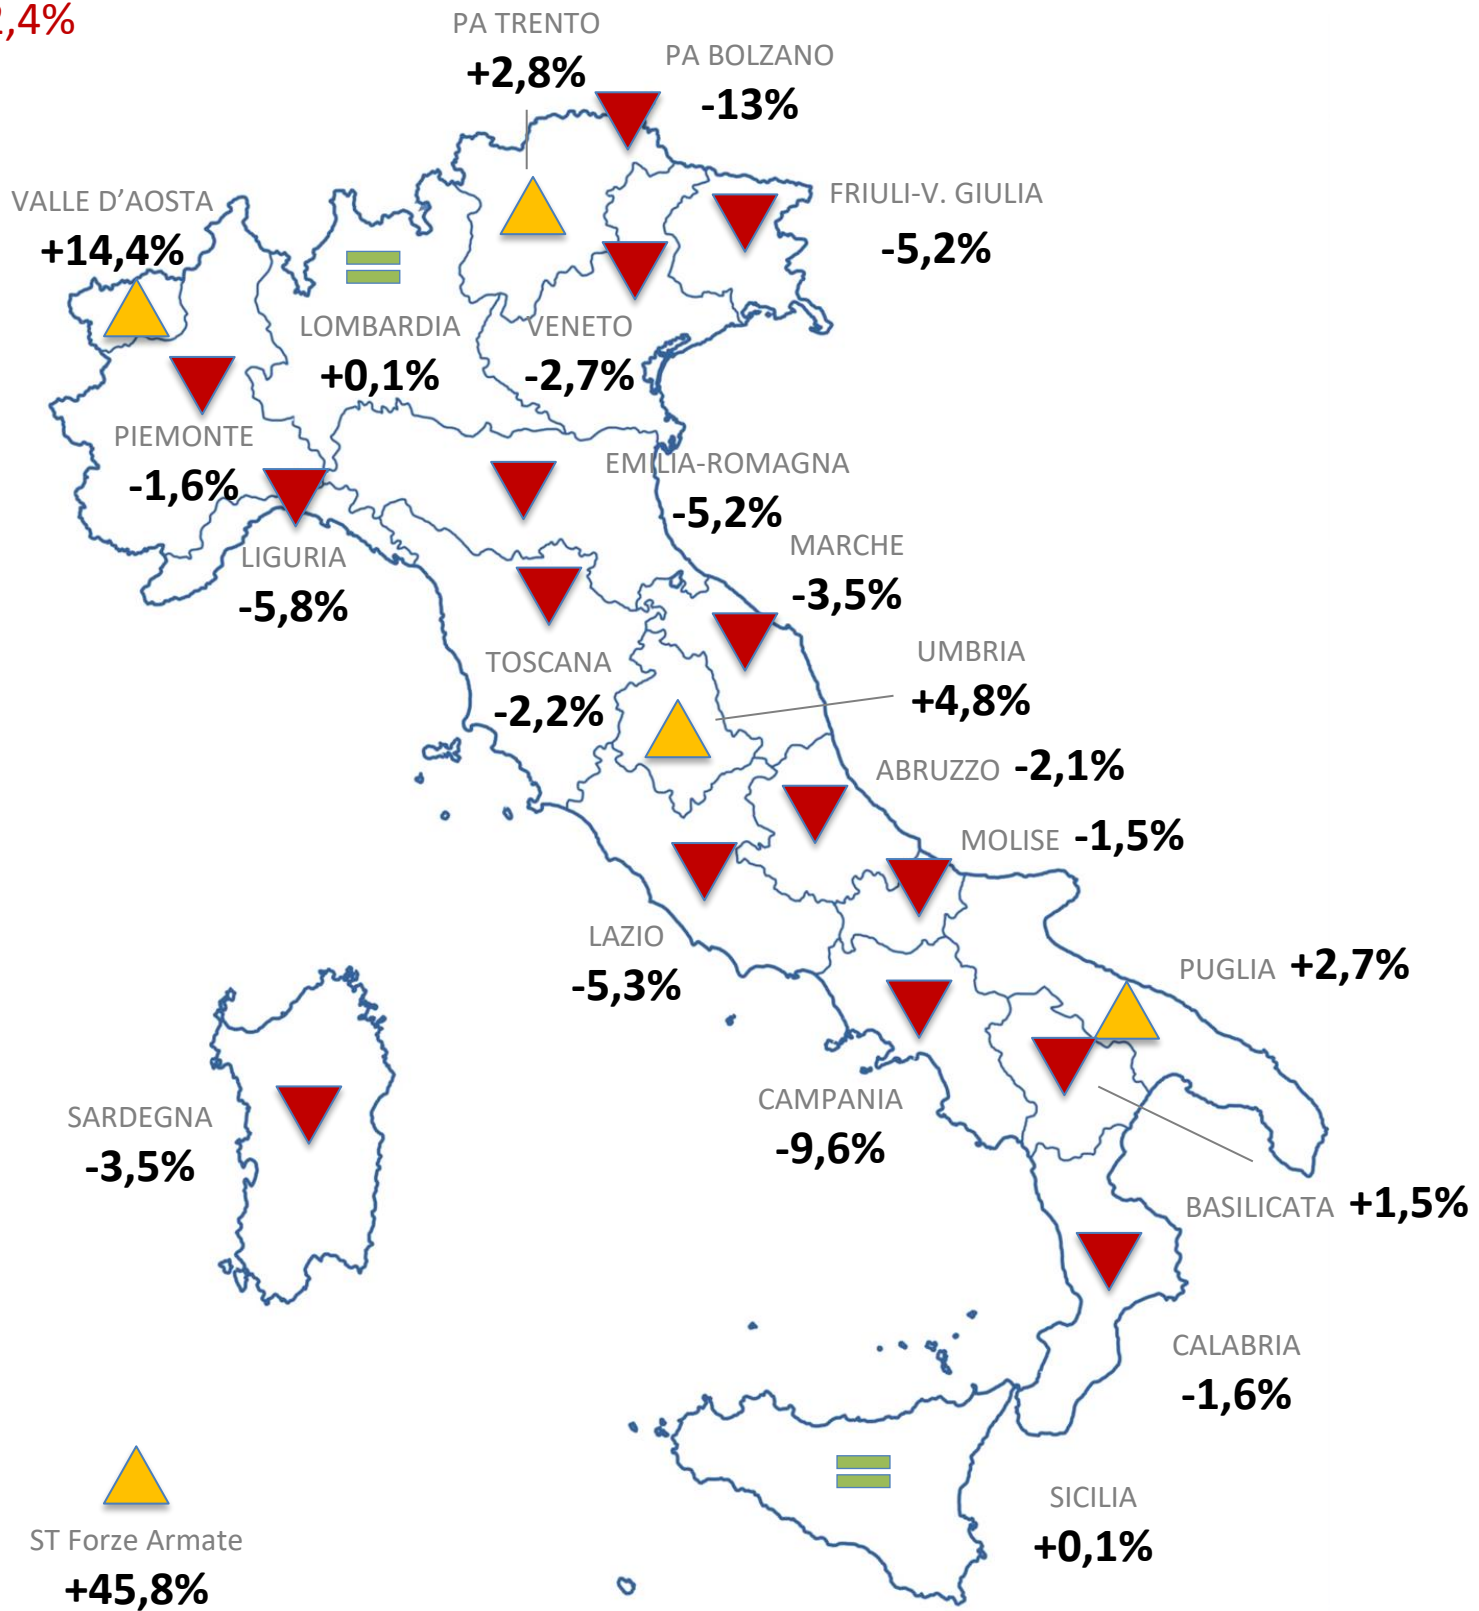 2,4%
PA TRENTO
+2,8%
PA BOLZANO
-13%
VALLE D'AOSTA
+14,4%
FRIULI-V. GIULIA
-5,2%
LOMBARDIA
+0,1%
VENETO
-2,7%
PIEMONTE
-1,6%
EMILIA-ROMAGNA
-5,2%
LIGURIA
-5,8%
MARCHE
-3,5%
TOSCANA
-2,2%
UMBRIA
+4,8%
ABRUZZO -2,1%
MOLISE -1,5%
LAZIO
-5,3%
PUGLIA +2,7%
CAMPANIA
-9,6%
SARDEGNA
-3,5%
BASILICATA +1,5%
CALABRIA
-1,6%
SICILIA
+0,1%
ST Forze Armate
+45,8%